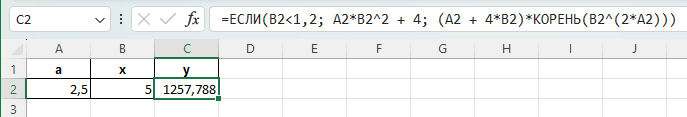 C2 fx =ЕСЛИ(B2<1,2; A2*B2^2 + 4; (A2 + 4*B2)*КОРЕНЬ(B2^(2*A2)))
A B C D E F G H I J
1 a x y
2 2,5 5 1257,788
3